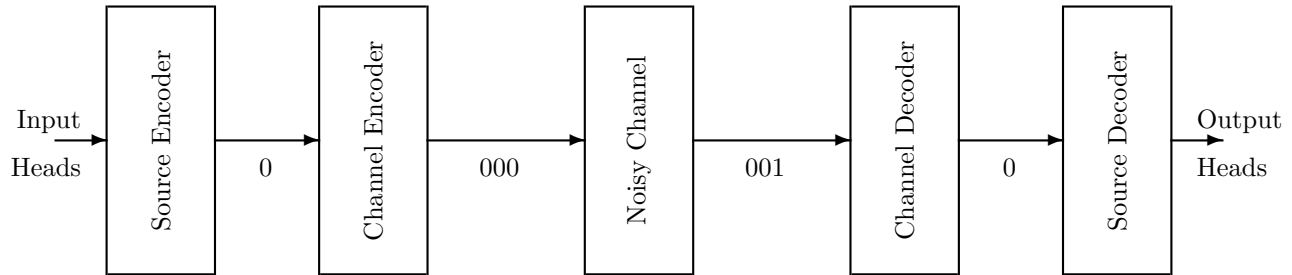 Input
Heads
Source Encoder
0
Channel Encoder
000
Noisy Channel
001
Channel Decoder
0
Source Decoder
Output
Heads